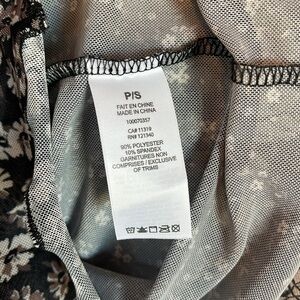 P/S
FAIT EN CHINE
MADE IN CHINA
100070357
CA# 11319
RN# 121340
90% POLYESTER
10% SPANDEX
GARNITURES NON
COMPRISES / EXCLUSIVE
OF TRIMS